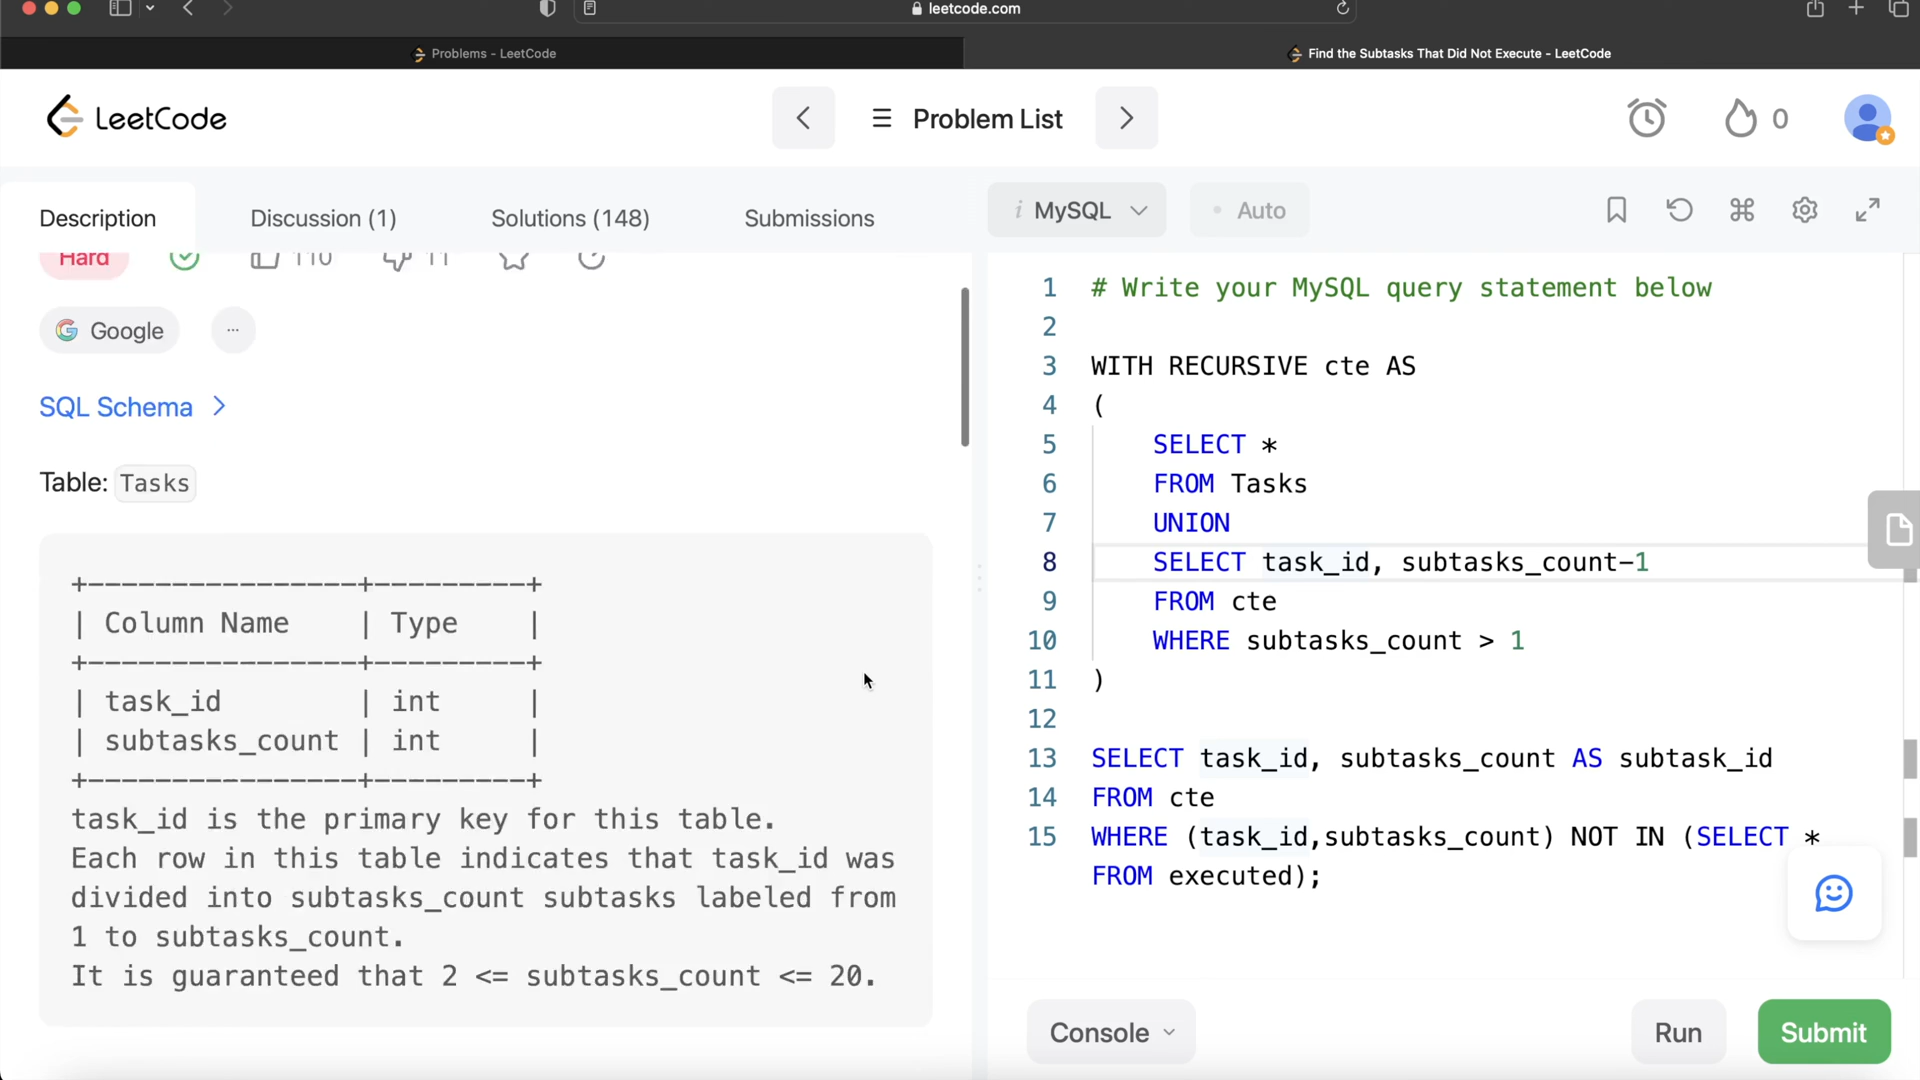 leetcode.com
Problems - LeetCode
Find the Subtasks That Did Not Execute - LeetCode
LeetCode
Problem List
0
Description
Discussion (1)
Solutions (148)
Submissions
Hard
110
11
Google
...
SQL Schema
Table: Tasks
+----------------+---------+
| Column Name    | Type    |
+----------------+---------+
| task_id        | int     |
| subtasks_count | int     |
+----------------+---------+
task_id is the primary key for this table.
Each row in this table indicates that task_id was
divided into subtasks_count subtasks labeled from
1 to subtasks_count.
It is guaranteed that 2 <= subtasks_count <= 20.
i MySQL
Auto
1 # Write your MySQL query statement below
2
3 WITH RECURSIVE cte AS
4 (
5 SELECT *
6 FROM Tasks
7 UNION
8 SELECT task_id, subtasks_count-1
9 FROM cte
10 WHERE subtasks_count > 1
11 )
12
13 SELECT task_id, subtasks_count AS subtask_id
14 FROM cte
15 WHERE (task_id,subtasks_count) NOT IN (SELECT *
FROM executed);
Console
Run
Submit